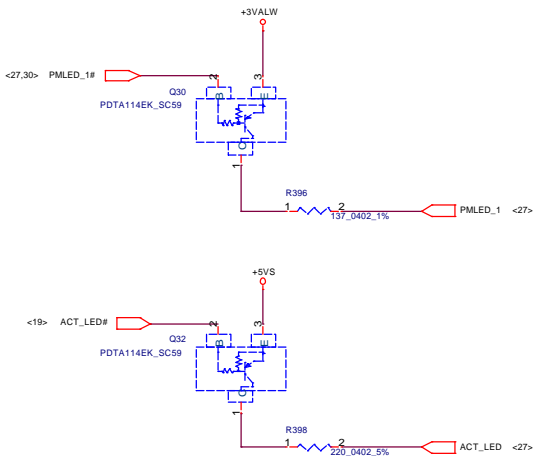 +3VALW
<27,30> PMLED_1#
2
3
Q30
B
E
PDTA114EK_SC59
C
1
R396
1
2
137_0402_1%
PMLED_1 <27>
+5VS
<19> ACT_LED#
2
3
Q32
B
E
PDTA114EK_SC59
C
1
R398
1
2
220_0402_5%
ACT_LED <27>